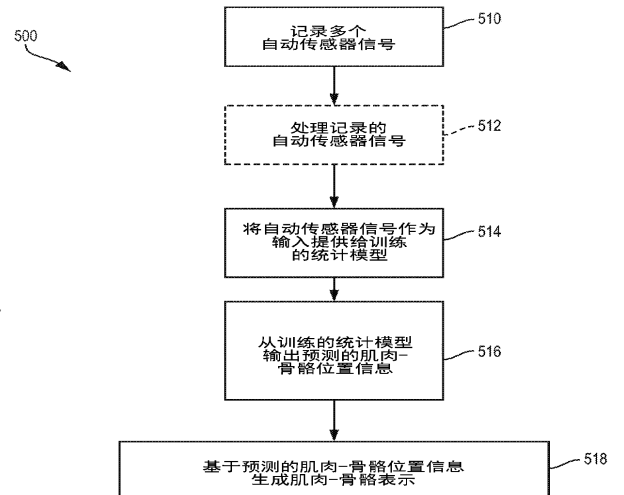 500
记录多个
自动传感器信号
510
处理记录的
自动传感器信号
512
将自动传感器信号作为
输入提供给训练
的统计模型
514
从训练的统计模型
输出预测的肌肉-
骨骼位置信息
516
基于预测的肌肉-骨骼位置信息
生成肌肉-骨骼表示
518